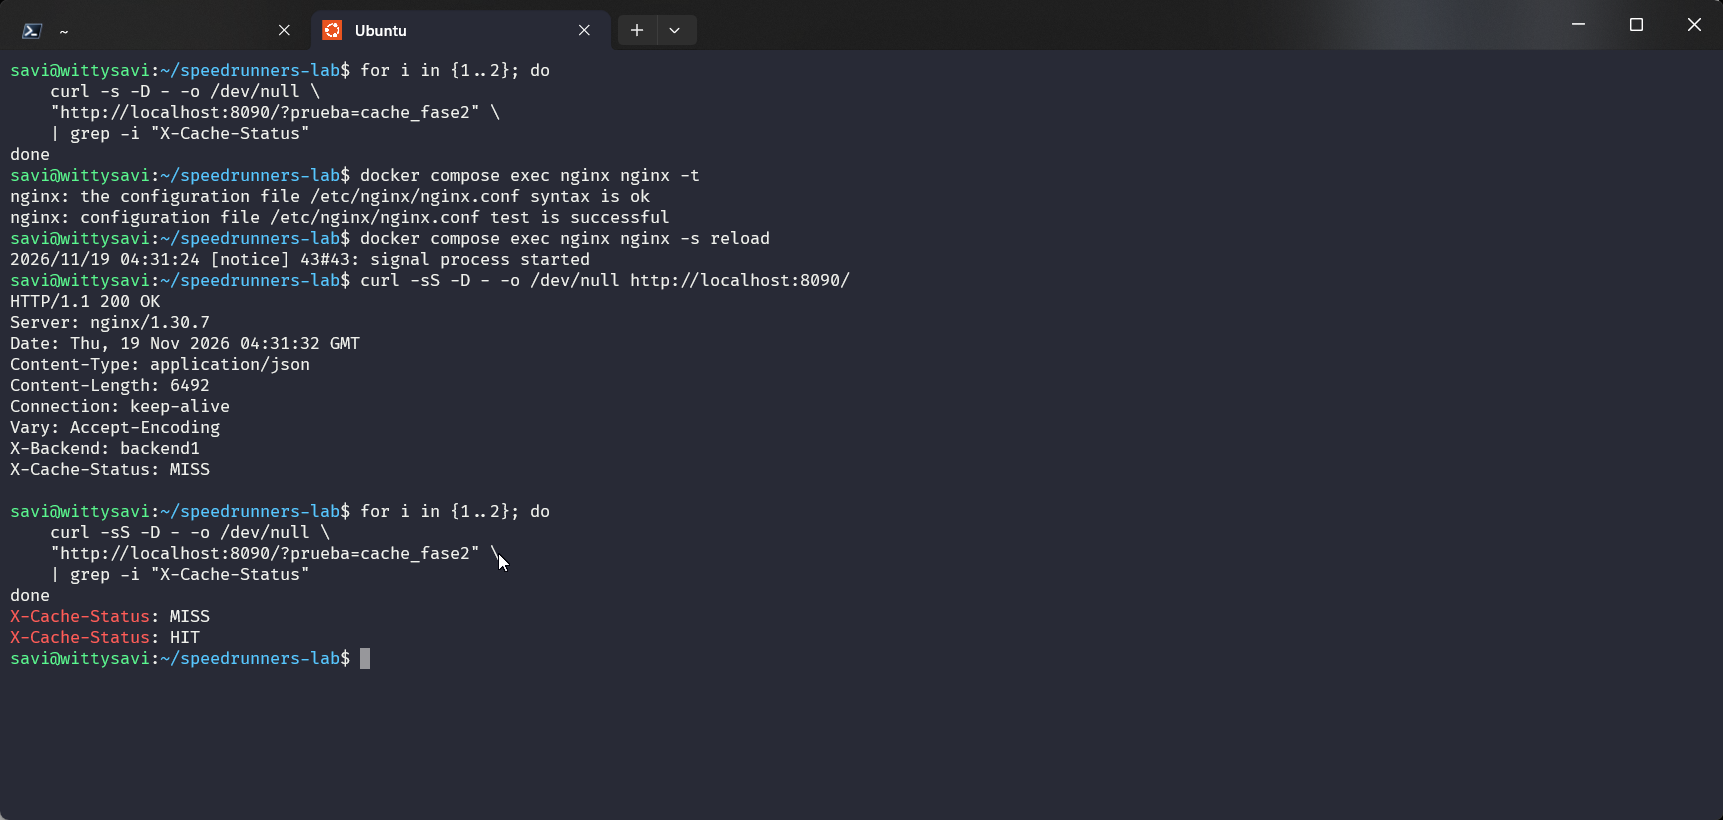 ~
Ubuntu
savi@wittysavi:~/speedrunners-lab$ for i in {1..2}; do
    curl -s -D - -o /dev/null \
    "http://localhost:8090/?prueba=cache_fase2" \
    | grep -i "X-Cache-Status"
done
savi@wittysavi:~/speedrunners-lab$ docker compose exec nginx nginx -t
nginx: the configuration file /etc/nginx/nginx.conf syntax is ok
nginx: configuration file /etc/nginx/nginx.conf test is successful
savi@wittysavi:~/speedrunners-lab$ docker compose exec nginx nginx -s reload
2026/11/19 04:31:24 [notice] 43#43: signal process started
savi@wittysavi:~/speedrunners-lab$ curl -sS -D - -o /dev/null http://localhost:8090/
HTTP/1.1 200 OK
Server: nginx/1.30.7
Date: Thu, 19 Nov 2026 04:31:32 GMT
Content-Type: application/json
Content-Length: 6492
Connection: keep-alive
Vary: Accept-Encoding
X-Backend: backend1
X-Cache-Status: MISS
savi@wittysavi:~/speedrunners-lab$ for i in {1..2}; do
    curl -sS -D - -o /dev/null \
    "http://localhost:8090/?prueba=cache_fase2" \
    | grep -i "X-Cache-Status"
done
X-Cache-Status: MISS
X-Cache-Status: HIT
savi@wittysavi:~/speedrunners-lab$